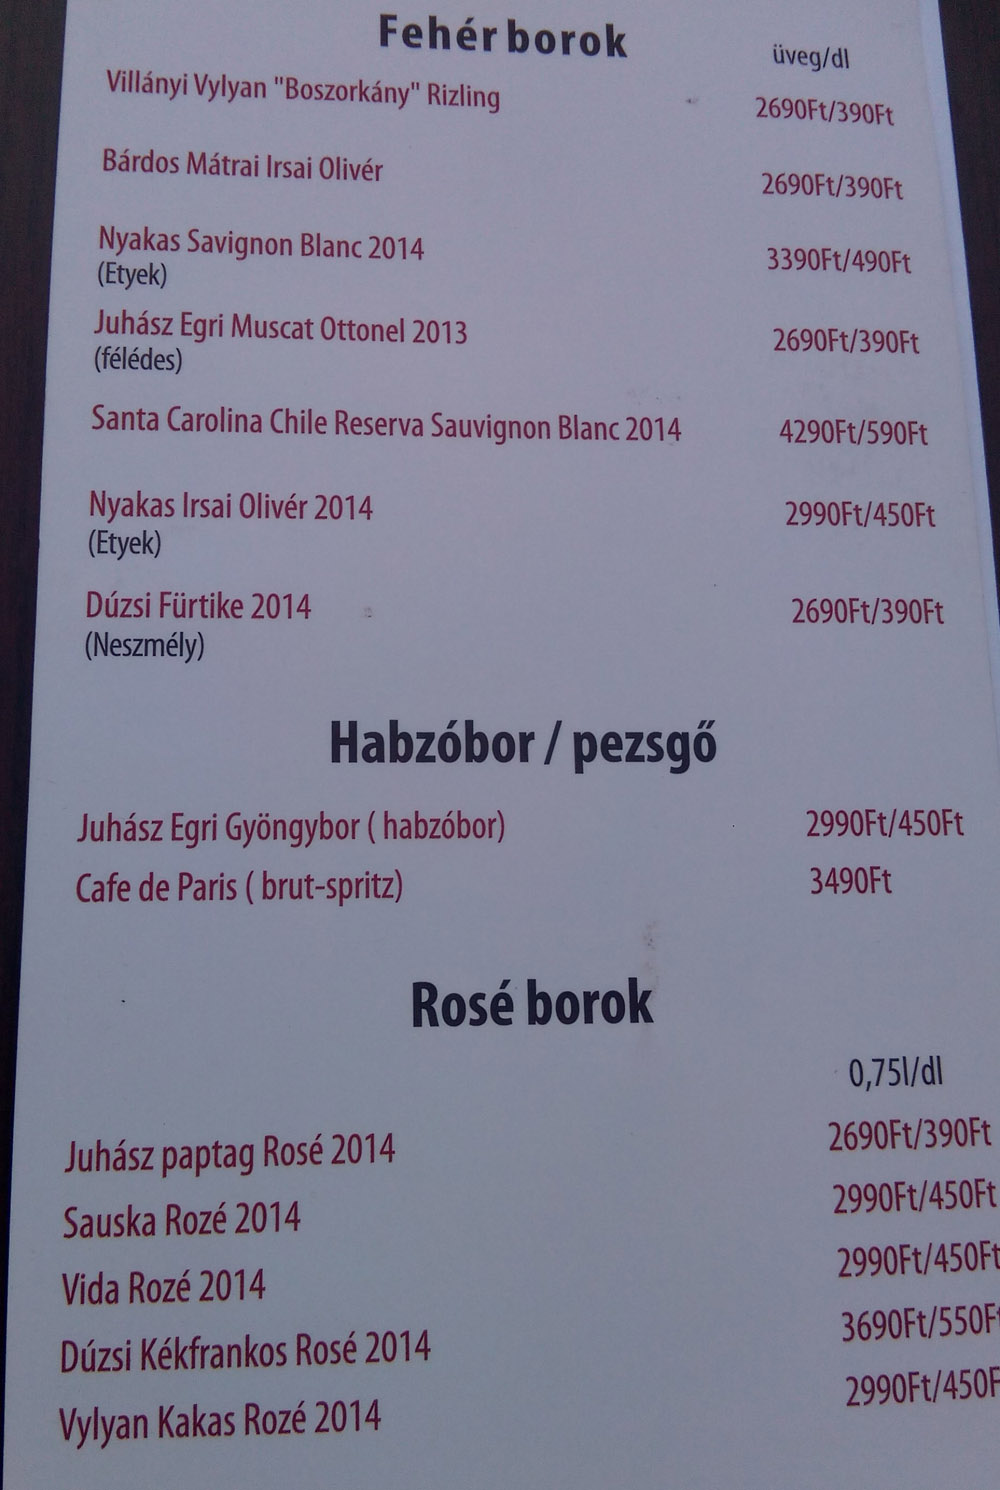 Fehér borok
üveg/dl
Villányi Vylyan "Boszorkány" Rizling 2690Ft/390Ft
Bárdos Mátrai Irsai Olivér 2690Ft/390Ft
Nyakas Savignon Blanc 2014 3390Ft/490Ft
(Etyek)
Juhász Egri Muscat Ottonel 2013 2690Ft/390Ft
(félédes)
Santa Carolina Chile Reserva Sauvignon Blanc 2014 4290Ft/590Ft
Nyakas Irsai Olivér 2014 2990Ft/450Ft
(Etyek)
Dúzsi Fürtike 2014 2690Ft/390Ft
(Neszmély)
Habzóbor / pezsgő
Juhász Egri Gyöngybor ( habzóbor) 2990Ft/450Ft
Cafe de Paris ( brut-spritz) 3490Ft
Rosé borok
0,75l/dl
Juhász paptag Rosé 2014 2690Ft/390Ft
Sauska Rozé 2014 2990Ft/450Ft
Vida Rozé 2014 2990Ft/450Ft
Dúzsi Kékfrankos Rosé 2014 3690Ft/550Ft
Vylyan Kakas Rozé 2014 2990Ft/450F